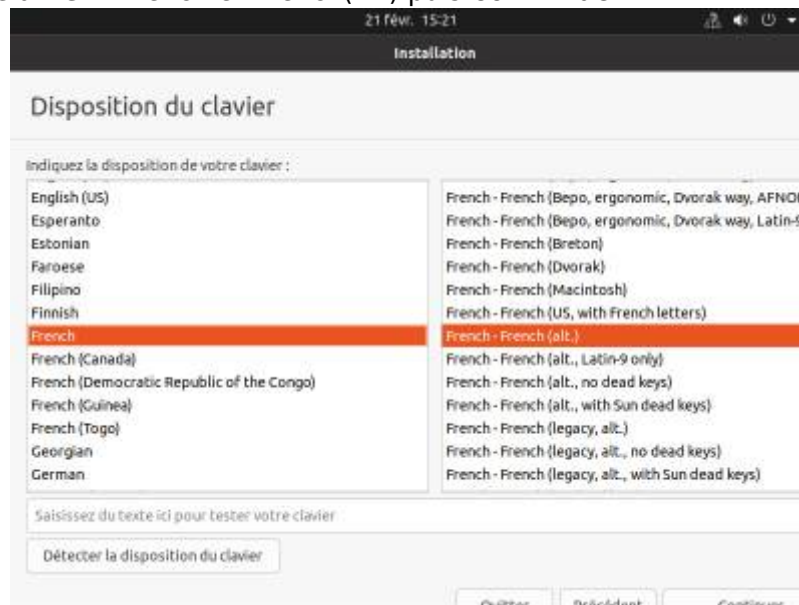 21 févr. 15:21
Installation
Disposition du clavier
Indiquez la disposition de votre clavier :
English (US)
Esperanto
Estonian
Faroese
Filipino
Finnish
French
French (Canada)
French (Democratic Republic of the Congo)
French (Guinea)
French (Togo)
Georgian
German
French - French (Bepo, ergonomic, Dvorak way, AFNO
French - French (Bepo, ergonomic, Dvorak way, Latin-9
French - French (Breton)
French - French (Dvorak)
French - French (Macintosh)
French - French (US, with French letters)
French - French (alt.)
French - French (alt., Latin-9 only)
French - French (alt., no dead keys)
French - French (alt., with Sun dead keys)
French - French (legacy, alt.)
French - French (legacy, alt., no dead keys)
French - French (legacy, alt., with Sun dead keys)
Saisissez du texte ici pour tester votre clavier
Détecter la disposition du clavier
Quitter Précédent Continuer